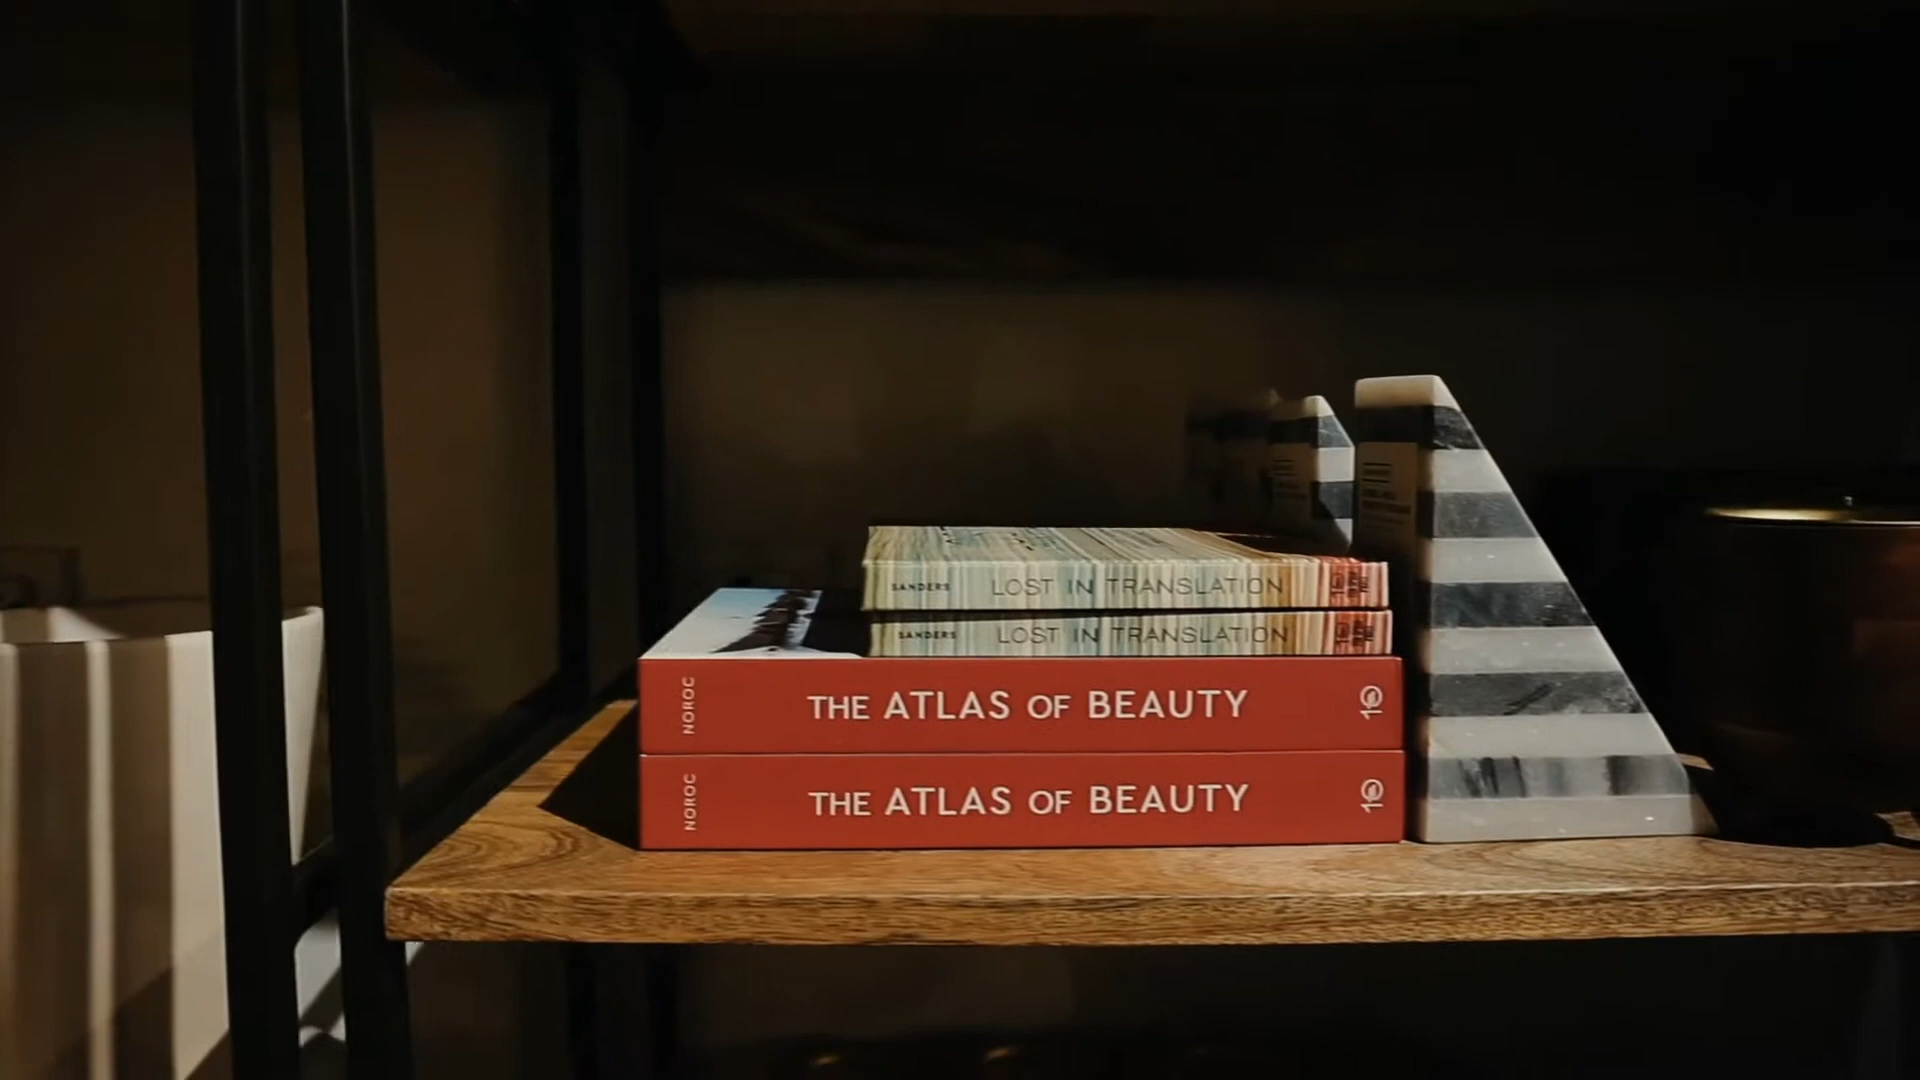 SANDERS LOST IN TRANSLATION
SANDERS LOST IN TRANSLATION
NOROC THE ATLAS OF BEAUTY
NOROC THE ATLAS OF BEAUTY